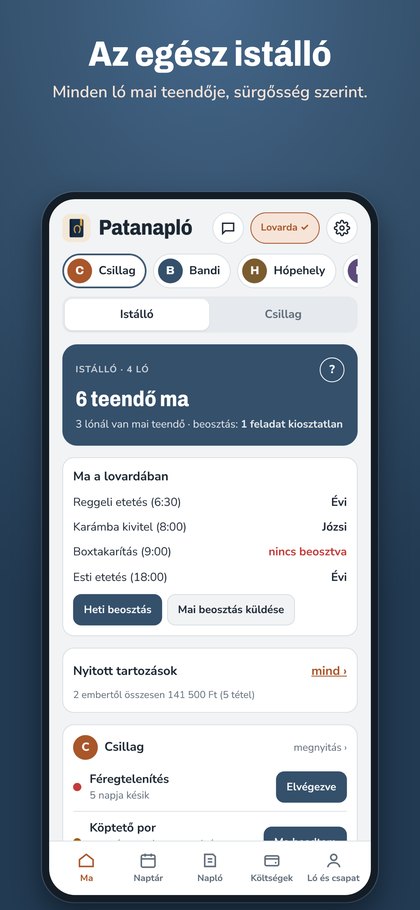 Az egész istálló
Minden ló mai teendője, sürgősség szerint.
Patanapló
Lovarda ✓
C Csillag
B Bandi
H Hópehely
Istálló
Csillag
ISTÁLLÓ · 4 LÓ
?
6 teendő ma
3 lónál van mai teendő · beosztás: 1 feladat kiosztatlan
Ma a lovardában
Reggeli etetés (6:30) Évi
Karámba kivitel (8:00) Józsi
Boxtakarítás (9:00) nincs beosztva
Esti etetés (18:00) Évi
Heti beosztás
Mai beosztás küldése
Nyitott tartozások mind ›
2 embertől összesen 141 500 Ft (5 tétel)
C Csillag megnyitás ›
Féregtelenítés
5 napja késik
Elvégezve
Köptető por
Ma
Naptár
Napló
Költségek
Ló és csapat